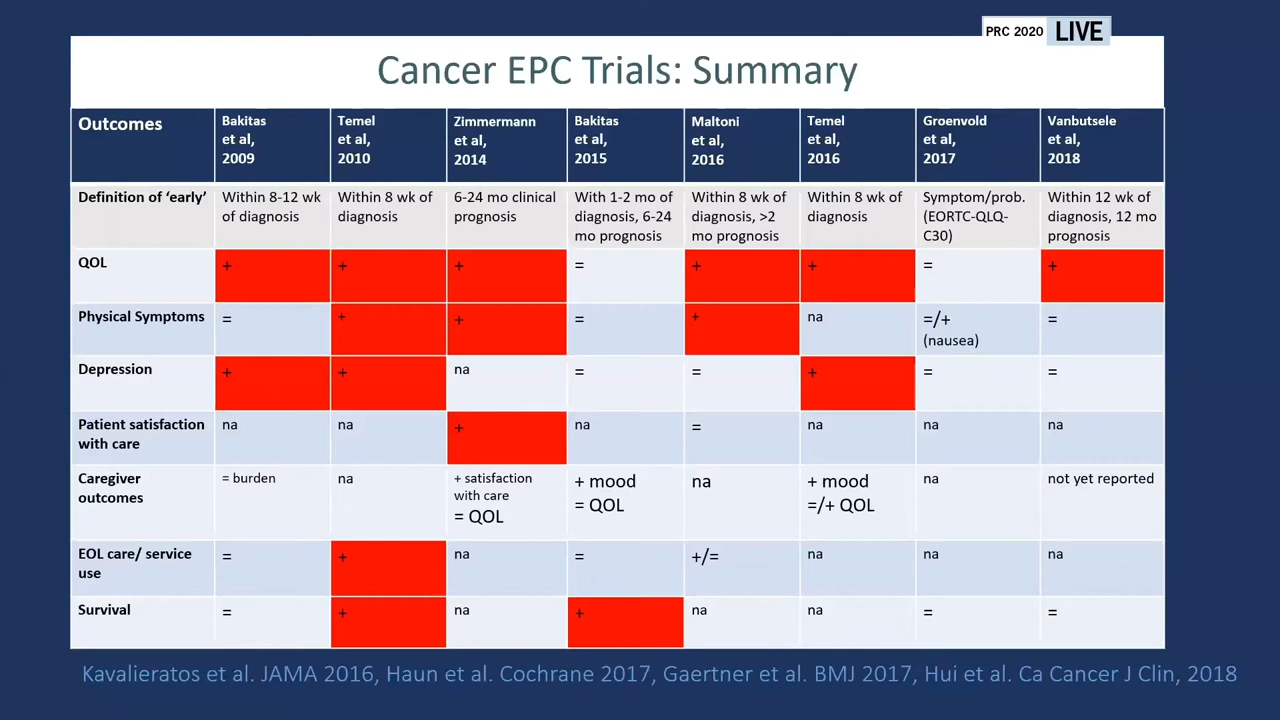 PRC 2020 LIVE
Cancer EPC Trials: Summary
Outcomes
Bakitas
et al,
2009
Temel
et al,
2010
Zimmermann
et al,
2014
Bakitas
et al,
2015
Maltoni
et al,
2016
Temel
et al,
2016
Groenvold
et al,
2017
Vanbutsele
et al,
2018
Definition of ‘early’
Within 8-12 wk
of diagnosis
Within 8 wk of
diagnosis
6-24 mo clinical
prognosis
With 1-2 mo of
diagnosis, 6-24
mo prognosis
Within 8 wk of
diagnosis, >2
mo prognosis
Within 8 wk of
diagnosis
Symptom/prob.
(EORTC-QLQ-
C30)
Within 12 wk of
diagnosis, 12 mo
prognosis
QOL
+
+
+
=
+
+
=
+
Physical Symptoms
=
+
+
=
+
na
=/+
(nausea)
=
Depression
+
+
na
=
=
+
=
=
Patient satisfaction
with care
na
na
+
na
=
na
na
na
Caregiver
outcomes
= burden
na
+ satisfaction
with care
= QOL
+ mood
= QOL
na
+ mood
=/+ QOL
na
not yet reported
EOL care/ service
use
=
+
na
=
+/=
na
na
na
Survival
=
+
na
+
na
na
=
=
Kavalieratos et al. JAMA 2016, Haun et al. Cochrane 2017, Gaertner et al. BMJ 2017, Hui et al. Ca Cancer J Clin, 2018